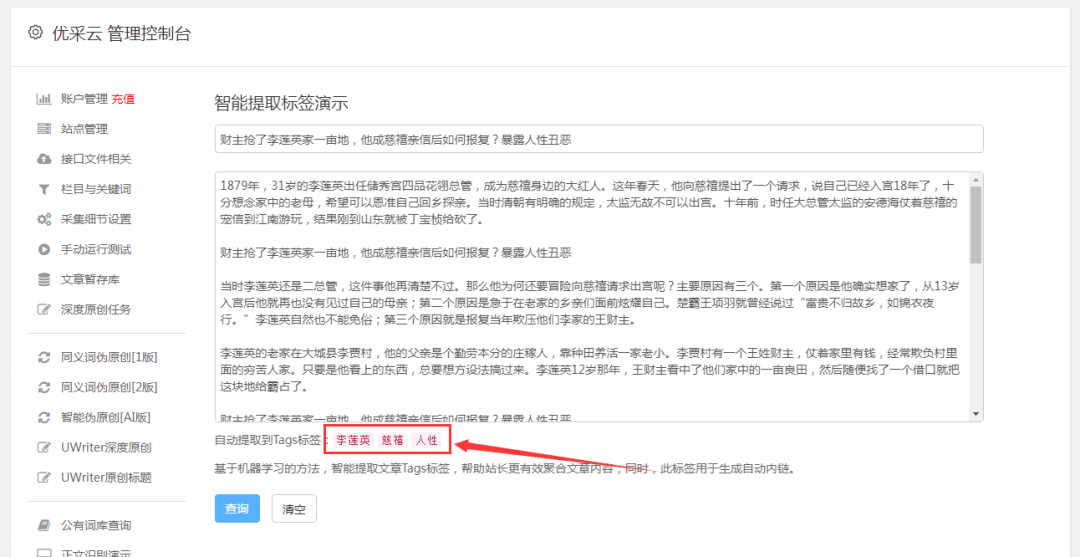 优采云 管理控制台
账户管理 充值
站点管理
接口文件相关
栏目与关键词
采集细节设置
手动运行测试
文章暂存库
深度原创任务
同义词伪原创[1版]
同义词伪原创[2版]
智能伪原创[AI版]
UWriter深度原创
UWriter原创标题
公有词库查询
正文识别演示
智能提取标签演示
财主抢了李莲英家一亩地，他成慈禧亲信后如何报复？暴露人性丑恶
1879年，31岁的李莲英出任储秀宫四品花翎总管，成为慈禧身边的大红人。这年春天，他向慈禧提出了一个请求，说自己已经入宫18年了，十
分想念家中的老母，希望可以恩准自己回乡探亲。当时清朝有明确的规定，太监无故不可以出宫。十年前，时任大总管太监的安德海仗着慈禧的
宠信到江南游玩，结果刚到山东就被丁宝桢给砍了。
财主抢了李莲英家一亩地，他成慈禧亲信后如何报复？暴露人性丑恶
当时李莲英还是二总管，这件事他再清楚不过。那么他为何还要冒险向慈禧请求出宫呢？主要原因有三个。第一个原因是他确实想家了，从13岁
入宫后他就再也没有见过自己的母亲；第二个原因是急于在老家的乡亲们面前炫耀自己。楚霸王项羽就曾经说过“富贵不归故乡，如锦衣夜
行。”李莲英自然也不能免俗；第三个原因就是报复当年欺压他们李家的王财主。
李莲英的老家在大城县李贾村，他的父亲是个勤劳本分的庄稼人，靠种田养活一家老小。李贾村有一个王姓财主，仗着家里有钱，经常欺负村里
面的穷苦人家。只要是他看上的东西，总要想方设法搞过来。李莲英12岁那年，王财主看中了他们家中的一亩良田，然后随便找了一个借口就把
这块地给霸占了。
财主抢了李莲英家一亩地，他成慈禧亲信后如何报复？暴露人性丑恶
自动提取到Tags标签：李莲英 慈禧 人性
基于机器学习的方法，智能提取文章Tags标签，帮助站长更有效聚合文章内容，同时，此标签用于生成自动内链。
查询 清空